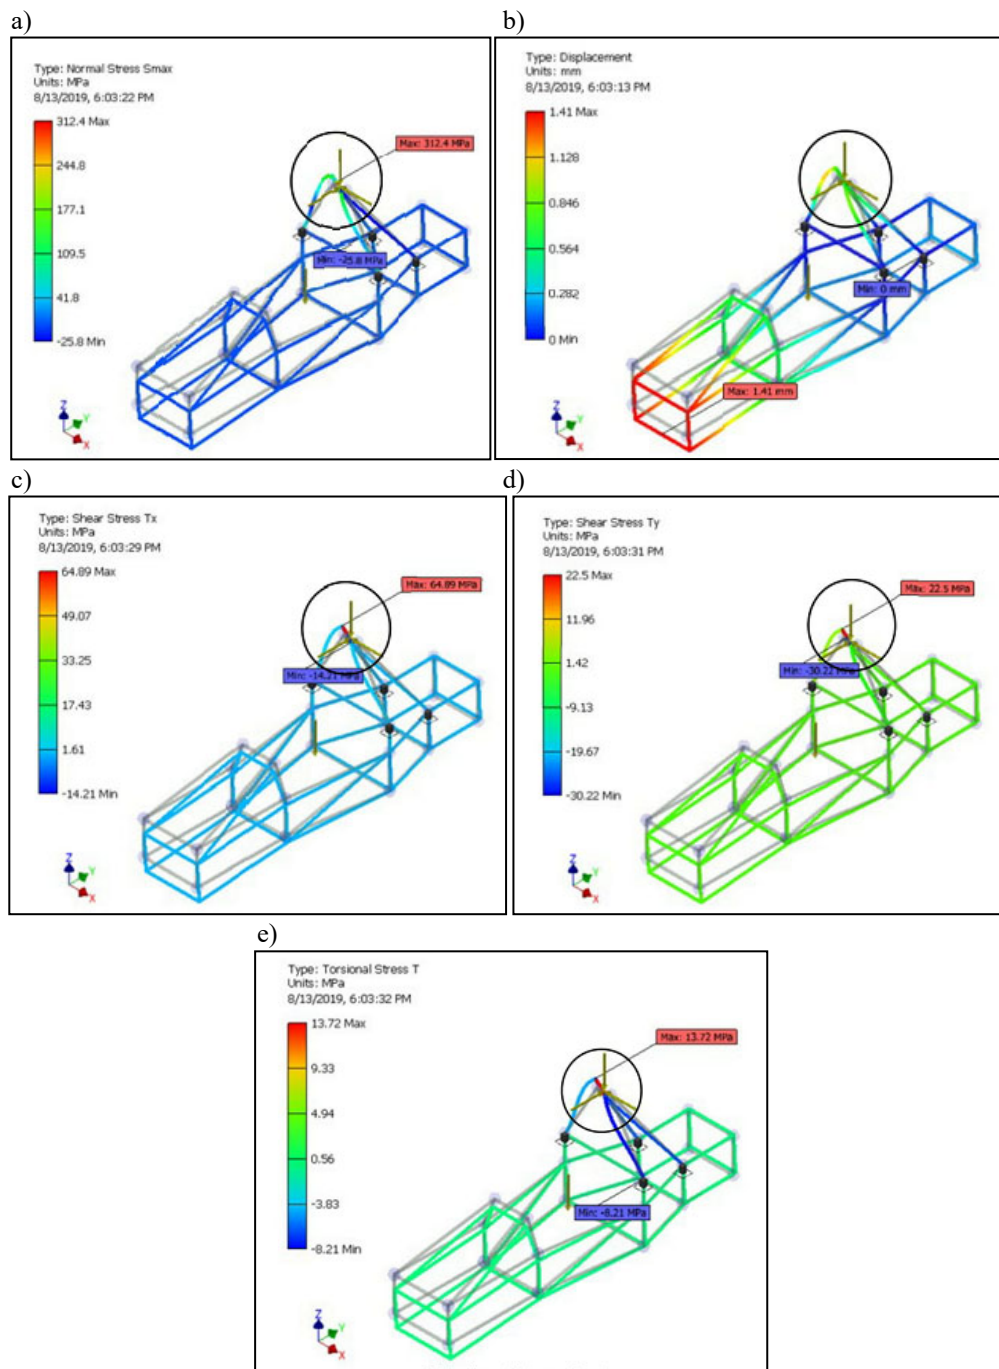 a)
Type: Normal Stress Smax
Units: MPa
8/13/2019, 6:03:22 PM
312.4 Max
244.8
177.1
109.5
41.8
-25.8 Min
Max: 312.4 MPa
Min: -25.8 MPa
Z
Y
X
b)
Type: Displacement
Units: mm
8/13/2019, 6:03:13 PM
1.41 Max
1.128
0.846
0.564
0.282
0 Min
Min: 0 mm
Max: 1.41 mm
Z
Y
X
c)
Type: Shear Stress Tx
Units: MPa
8/13/2019, 6:03:29 PM
64.89 Max
49.07
33.25
17.43
1.61
-14.21 Min
Max: 64.89 MPa
Min: -14.21 MPa
Z
Y
X
d)
Type: Shear Stress Ty
Units: MPa
8/13/2019, 6:03:31 PM
22.5 Max
11.96
1.42
-9.13
-19.67
-30.22 Min
Max: 22.5 MPa
Min: -30.22 MPa
Z
Y
X
e)
Type: Torsional Stress T
Units: MPa
8/13/2019, 6:03:32 PM
13.72 Max
9.33
4.94
0.56
-3.83
-8.21 Min
Max: 13.72 MPa
Min: -8.21 MPa
Z
Y
X